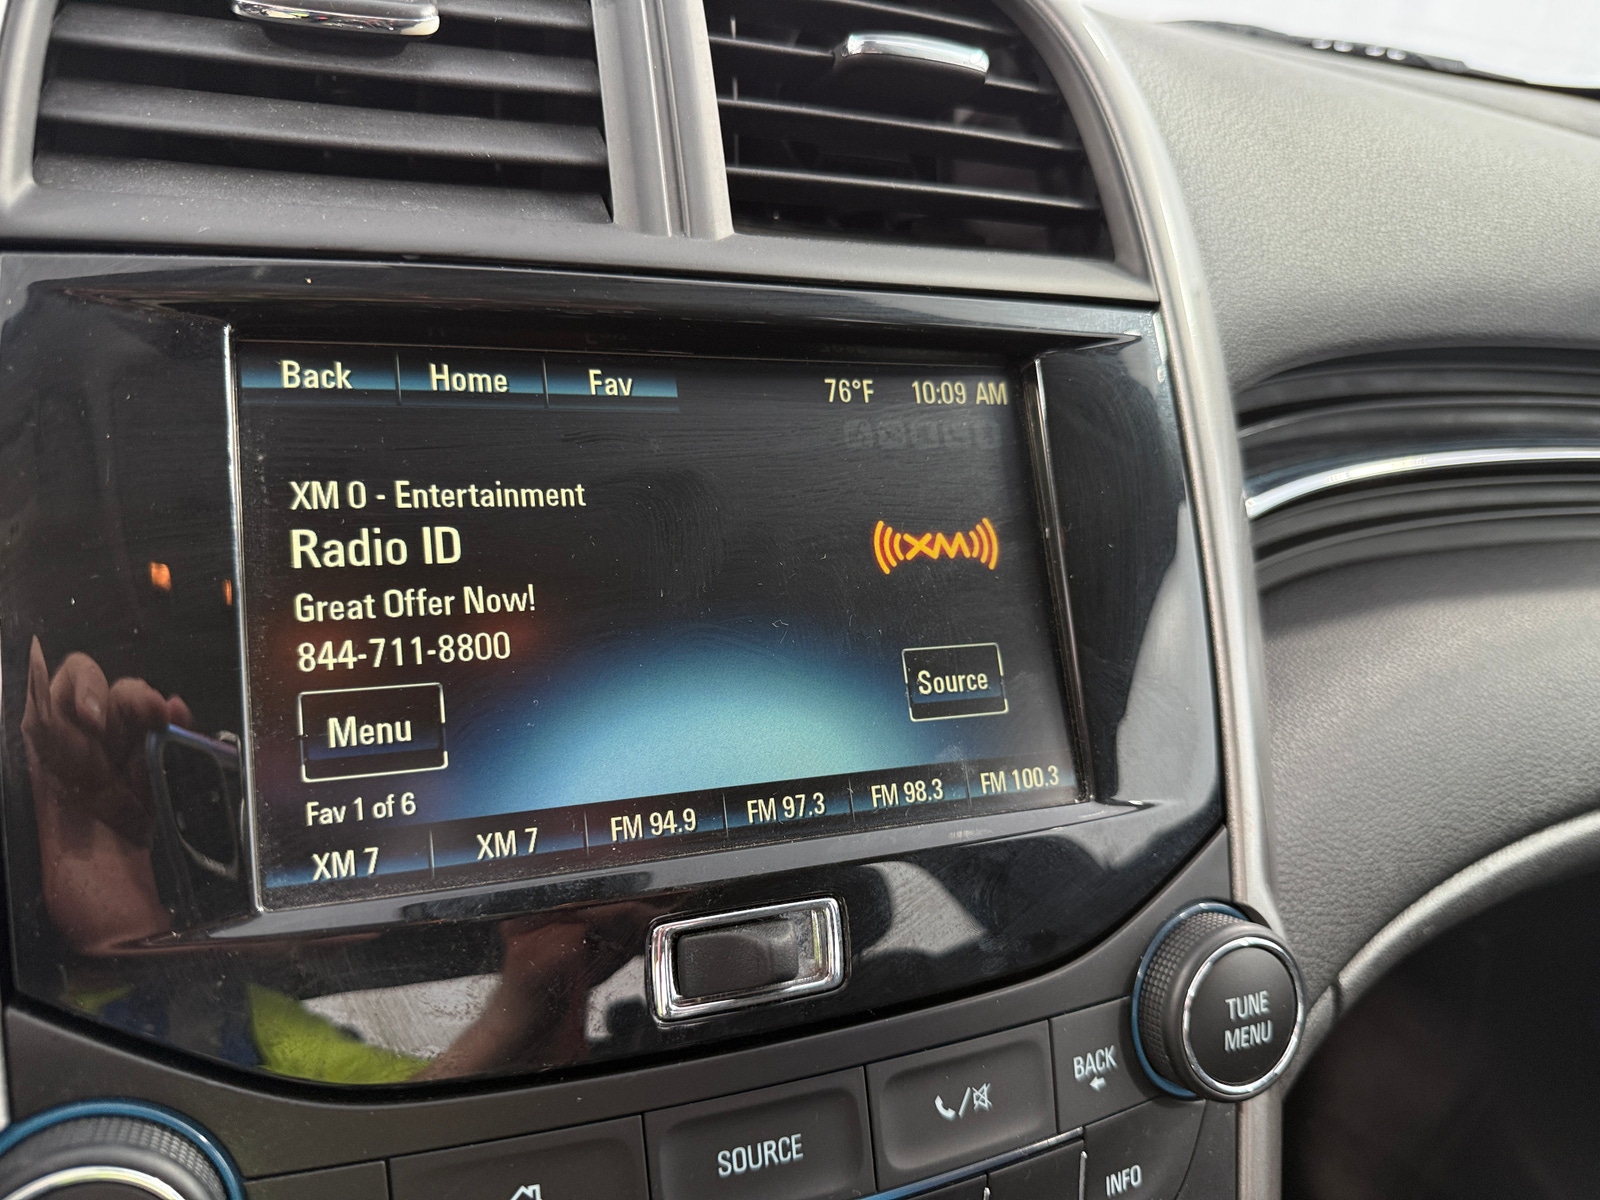 Back Home Fav 76°F 10:09 AM
XM 0 - Entertainment
Radio ID
XM
Great Offer Now!
844-711-8800
Source
Menu
Fav 1 of 6
XM 7 XM 7 FM 94.9 FM 97.3 FM 98.3 FM 100.3
TUNE
MENU
BACK
SOURCE
INFO